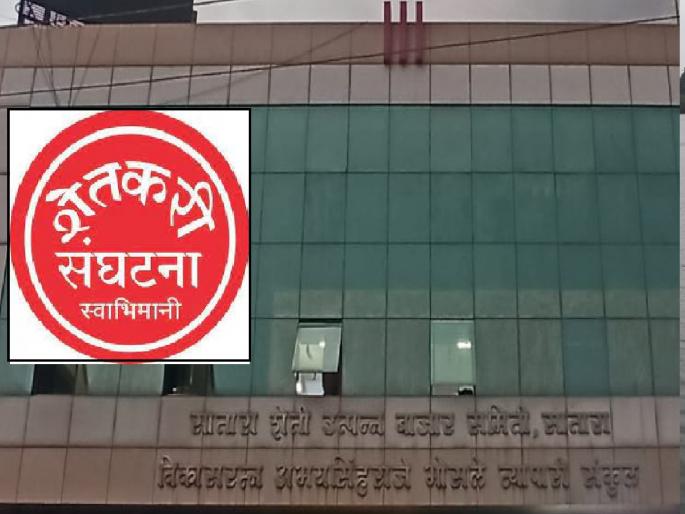 शेतकरी
संघटना
स्वाभिमानी
सातारा शेती उत्पन्न बाजार समिती, सातारा
विकासरत्न अभयसिंहराजे भोसले व्यापारी संकुल